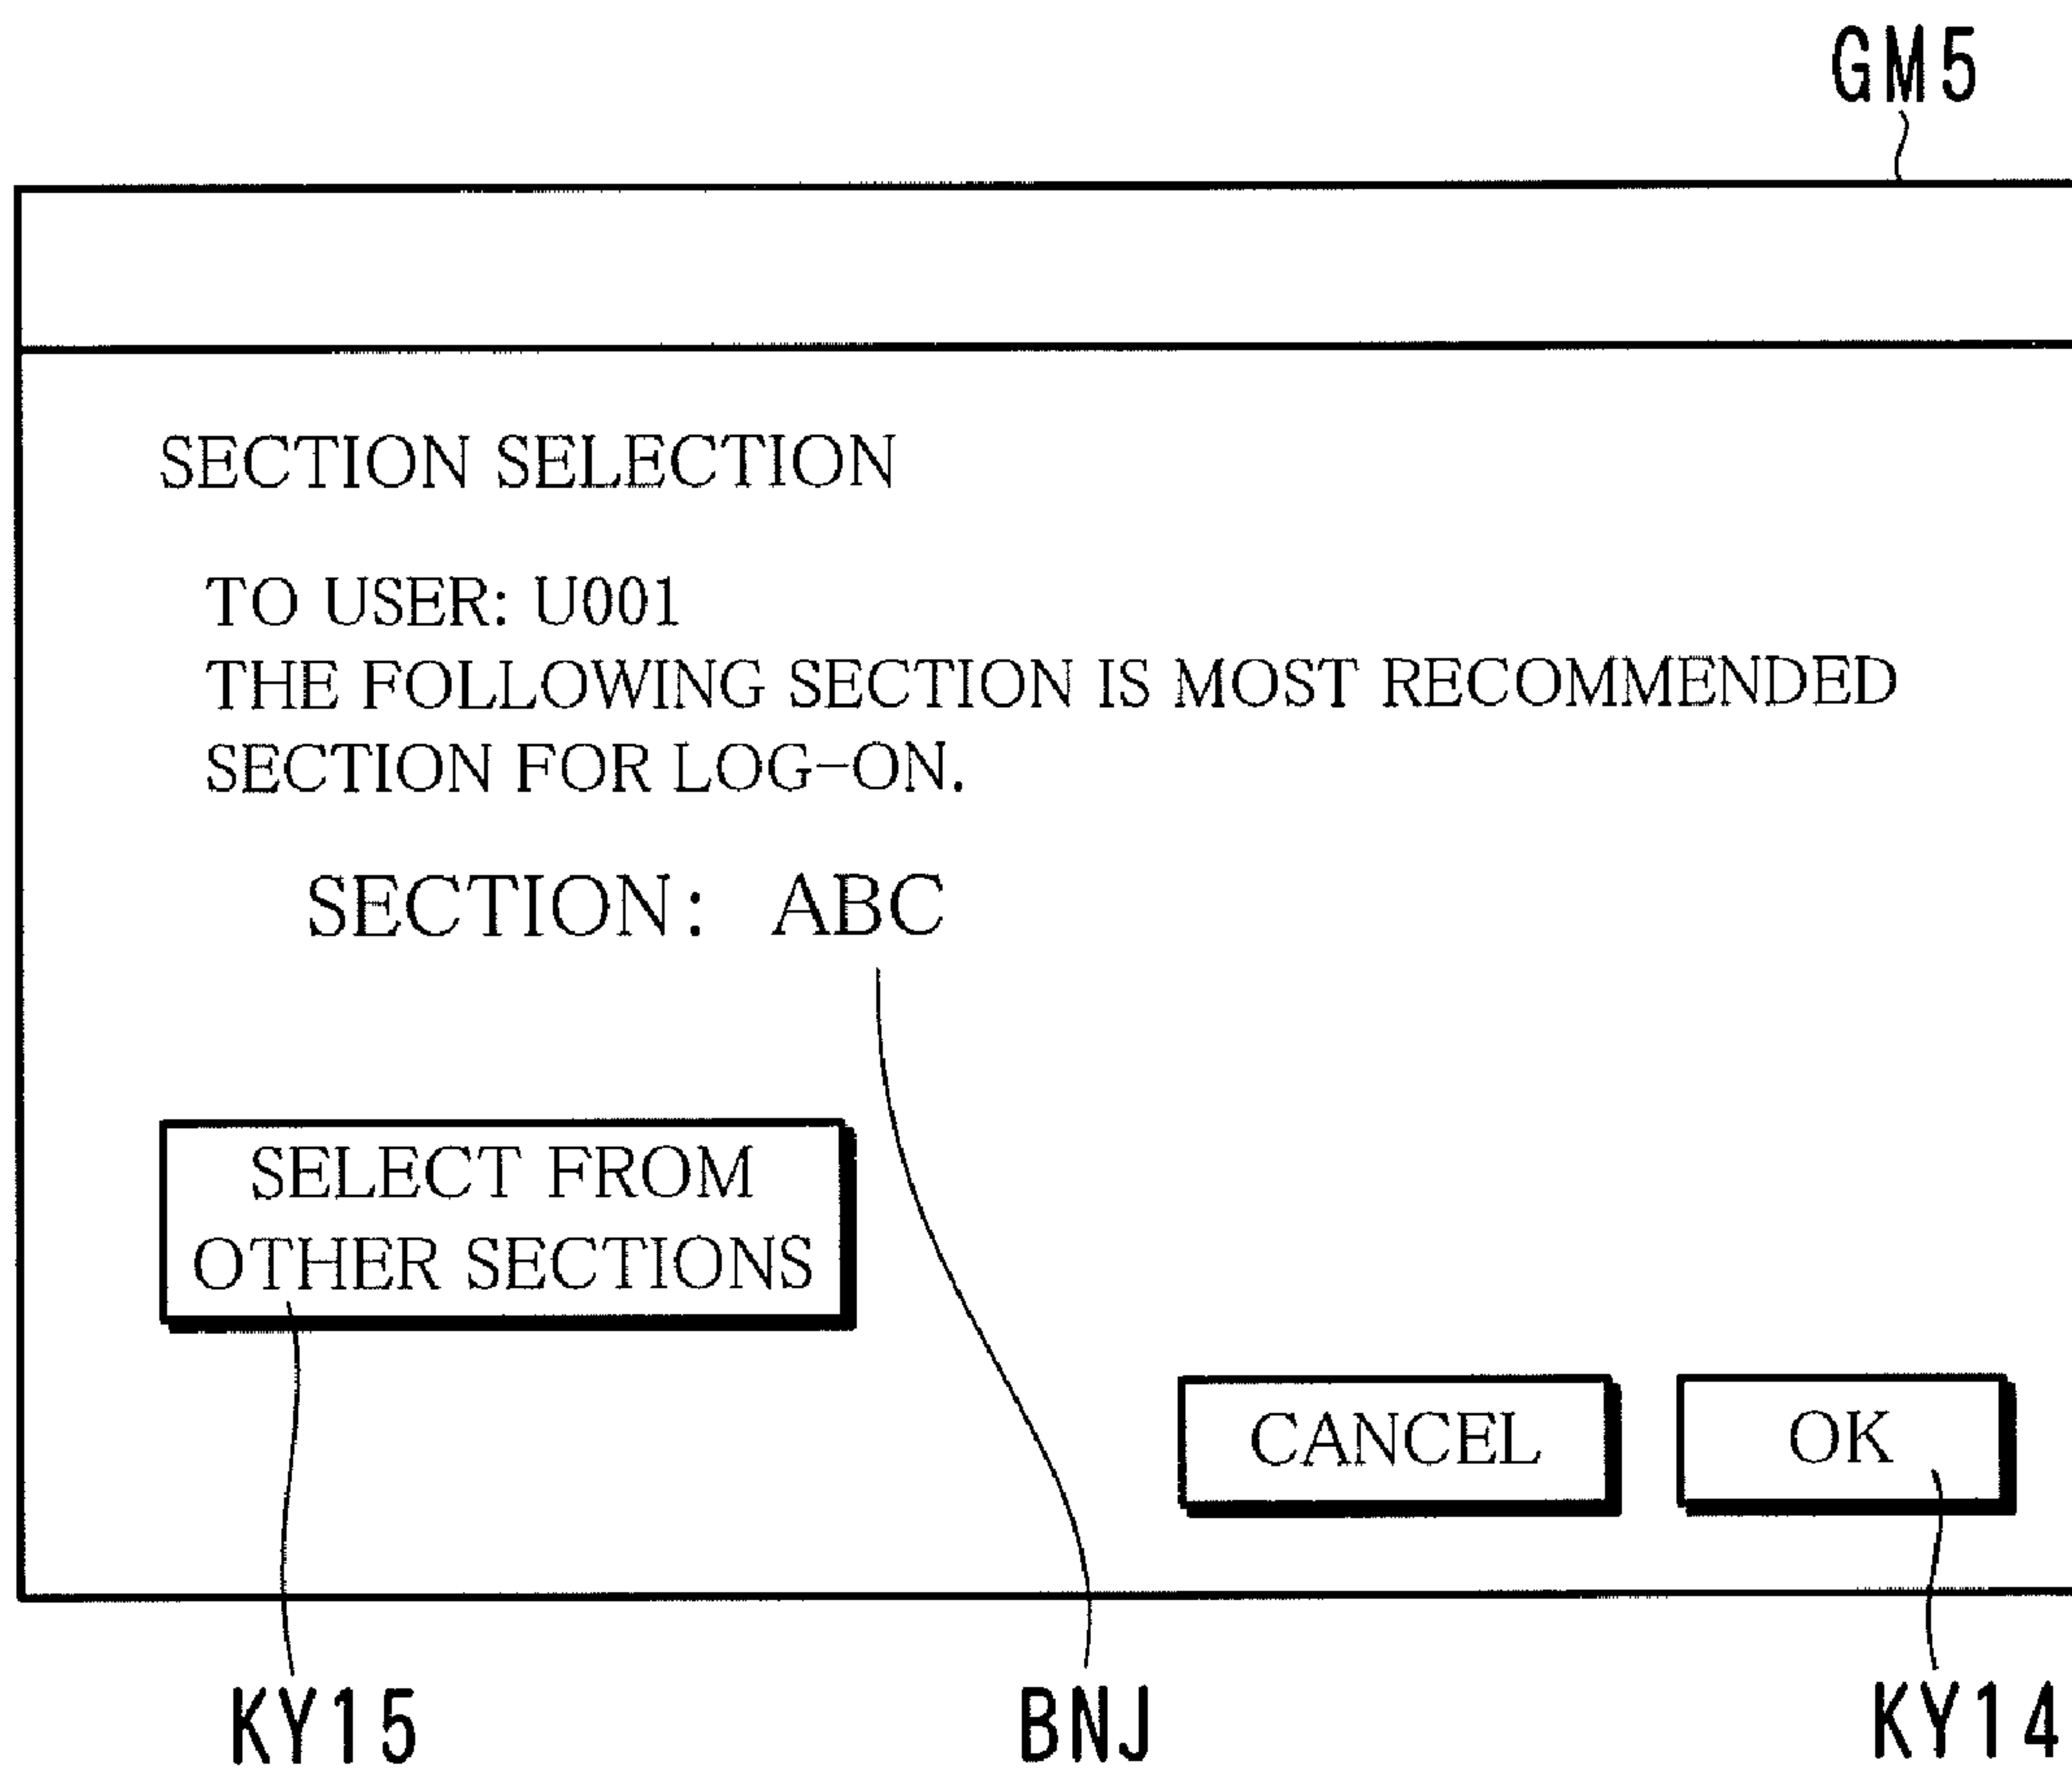 GM5
SECTION SELECTION
TO USER: U001
THE FOLLOWING SECTION IS MOST RECOMMENDED
SECTION FOR LOG-ON.
SECTION: ABC
SELECT FROM
OTHER SECTIONS
CANCEL OK
KY15 BNJ KY14